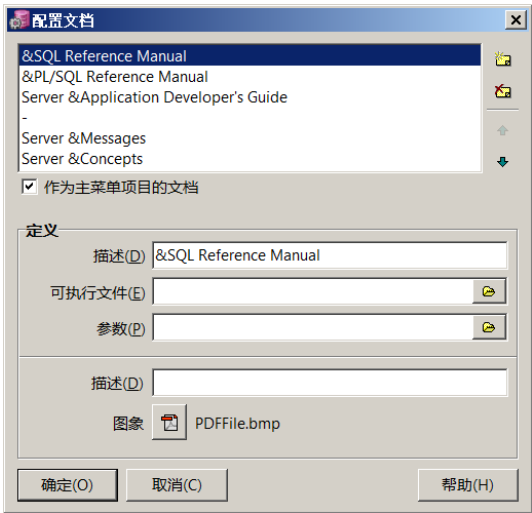 配置文档
&SQL Reference Manual
&PL/SQL Reference Manual
Server &Application Developer's Guide
-
Server &Messages
Server &Concepts
作为主菜单项目的文档
定义
描述(D) &SQL Reference Manual
可执行文件(E)
参数(P)
描述(D)
图象 PDFFile.bmp
确定(O) 取消(C) 帮助(H)